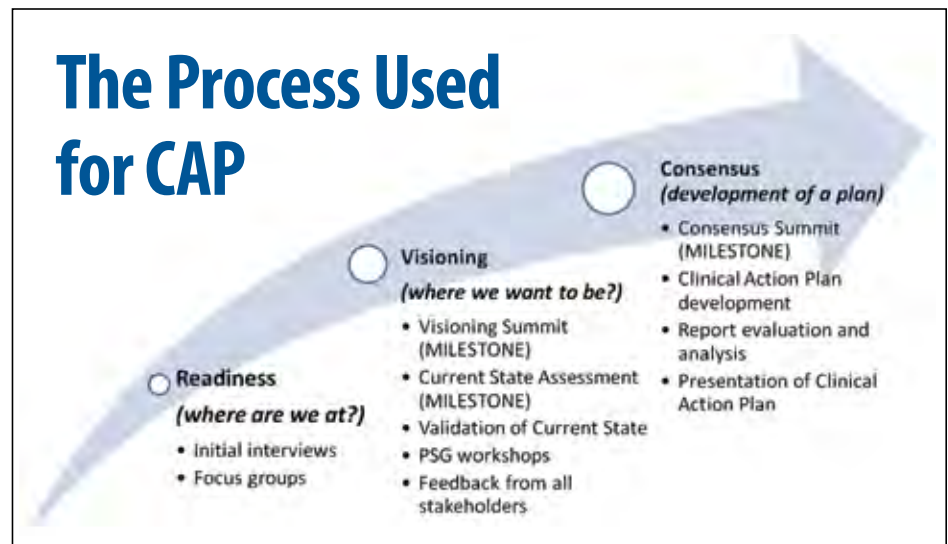 The Process Used
for CAP
Readiness
(where are we at?)
• Initial interviews
• Focus groups
Visioning
(where we want to be?)
• Visioning Summit
(MILESTONE)
• Current State Assessment
(MILESTONE)
• Validation of Current State
• PSG workshops
• Feedback from all
stakeholders
Consensus
(development of a plan)
• Consensus Summit
(MILESTONE)
• Clinical Action Plan
development
• Report evaluation and
analysis
• Presentation of Clinical
Action Plan